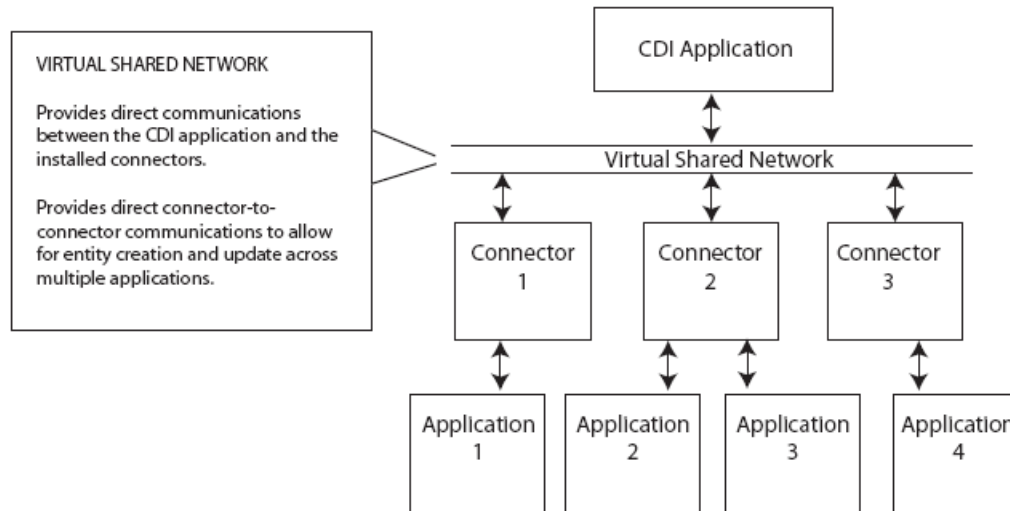 VIRTUAL SHARED NETWORK
Provides direct communications
between the CDI application and the
installed connectors.
Provides direct connector-to-
connector communications to allow
for entity creation and update across
multiple applications.
CDI Application
Virtual Shared Network
Connector
1
Connector
2
Connector
3
Application
1
Application
2
Application
3
Application
4